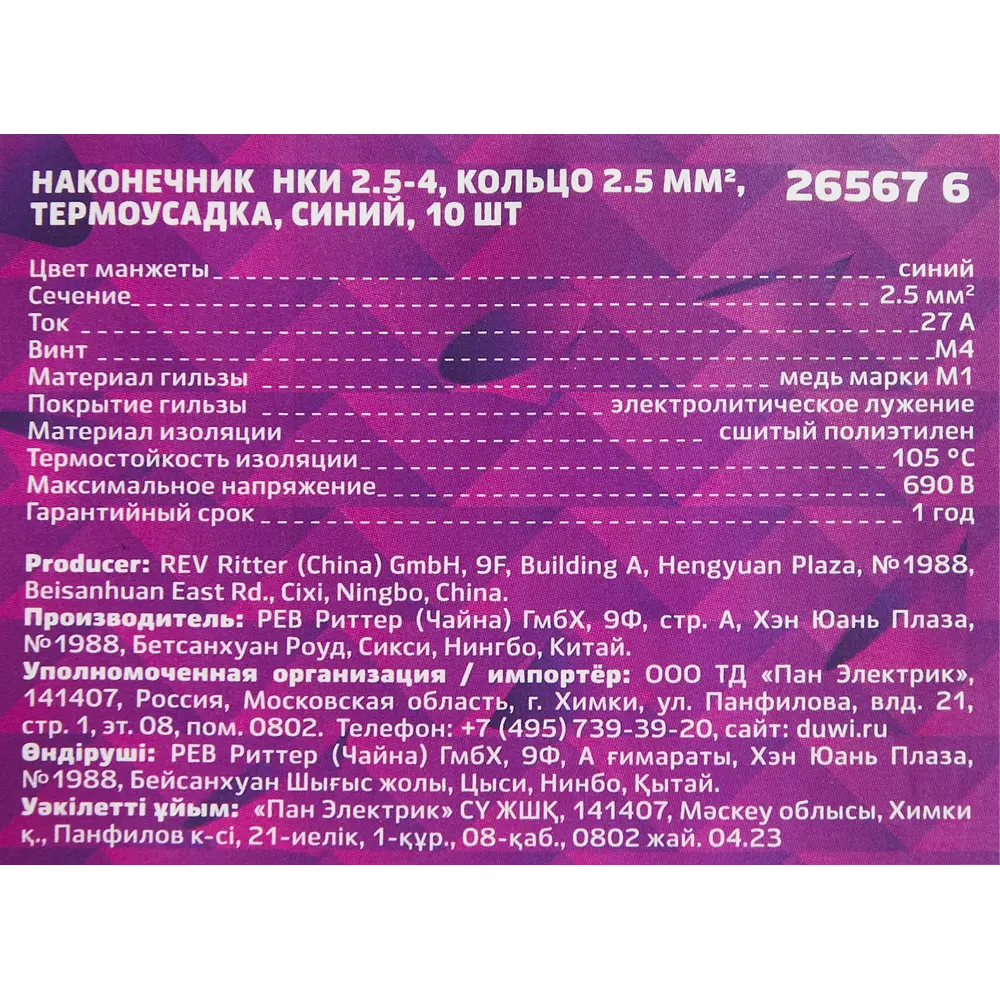 НАКОНЕЧНИК НКИ 2.5-4, КОЛЬЦО 2.5 ММ², 26567 6
ТЕРМОУСАДКА, СИНИЙ, 10 ШТ
Цвет манжеты синий
Сечение 2.5 мм²
Ток 27 А
Винт М4
Материал гильзы медь марки М1
Покрытие гильзы электролитическое лужение
Материал изоляции сшитый полиэтилен
Термостойкость изоляции 105 °С
Максимальное напряжение 690 В
Гарантийный срок 1 год
Producer: REV Ritter (China) GmbH, 9F, Building A, Hengyuan Plaza, №1988,
Beisanhuan East Rd., Cixi, Ningbo, China.
Производитель: РЕВ Риттер (Чайна) ГмбХ, 9Ф, стр. А, Хэн Юань Плаза,
№1988, Бетсанхуан Роуд, Сикси, Нингбо, Китай.
Уполномоченная организация / импортёр: ООО ТД «Пан Электрик»,
141407, Россия, Московская область, г. Химки, ул. Панфилова, влд. 21,
стр. 1, эт. 08, пом. 0802. Телефон: +7 (495) 739-39-20, сайт: duwi.ru
Өндіруші: РЕВ Риттер (Чайна) ГмбХ, 9Ф, А ғимараты, Хэн Юань Плаза,
№1988, Бейсанхуан Шығыс жолы, Цыси, Нинбо, Қытай.
Уәкілетті ұйым: «Пан Электрик» СҮ ЖШҚ, 141407, Мәскеу облысы, Химки
қ., Панфилов к-сі, 21-иелік, 1-құр., 08-қаб., 0802 жай. 04.23